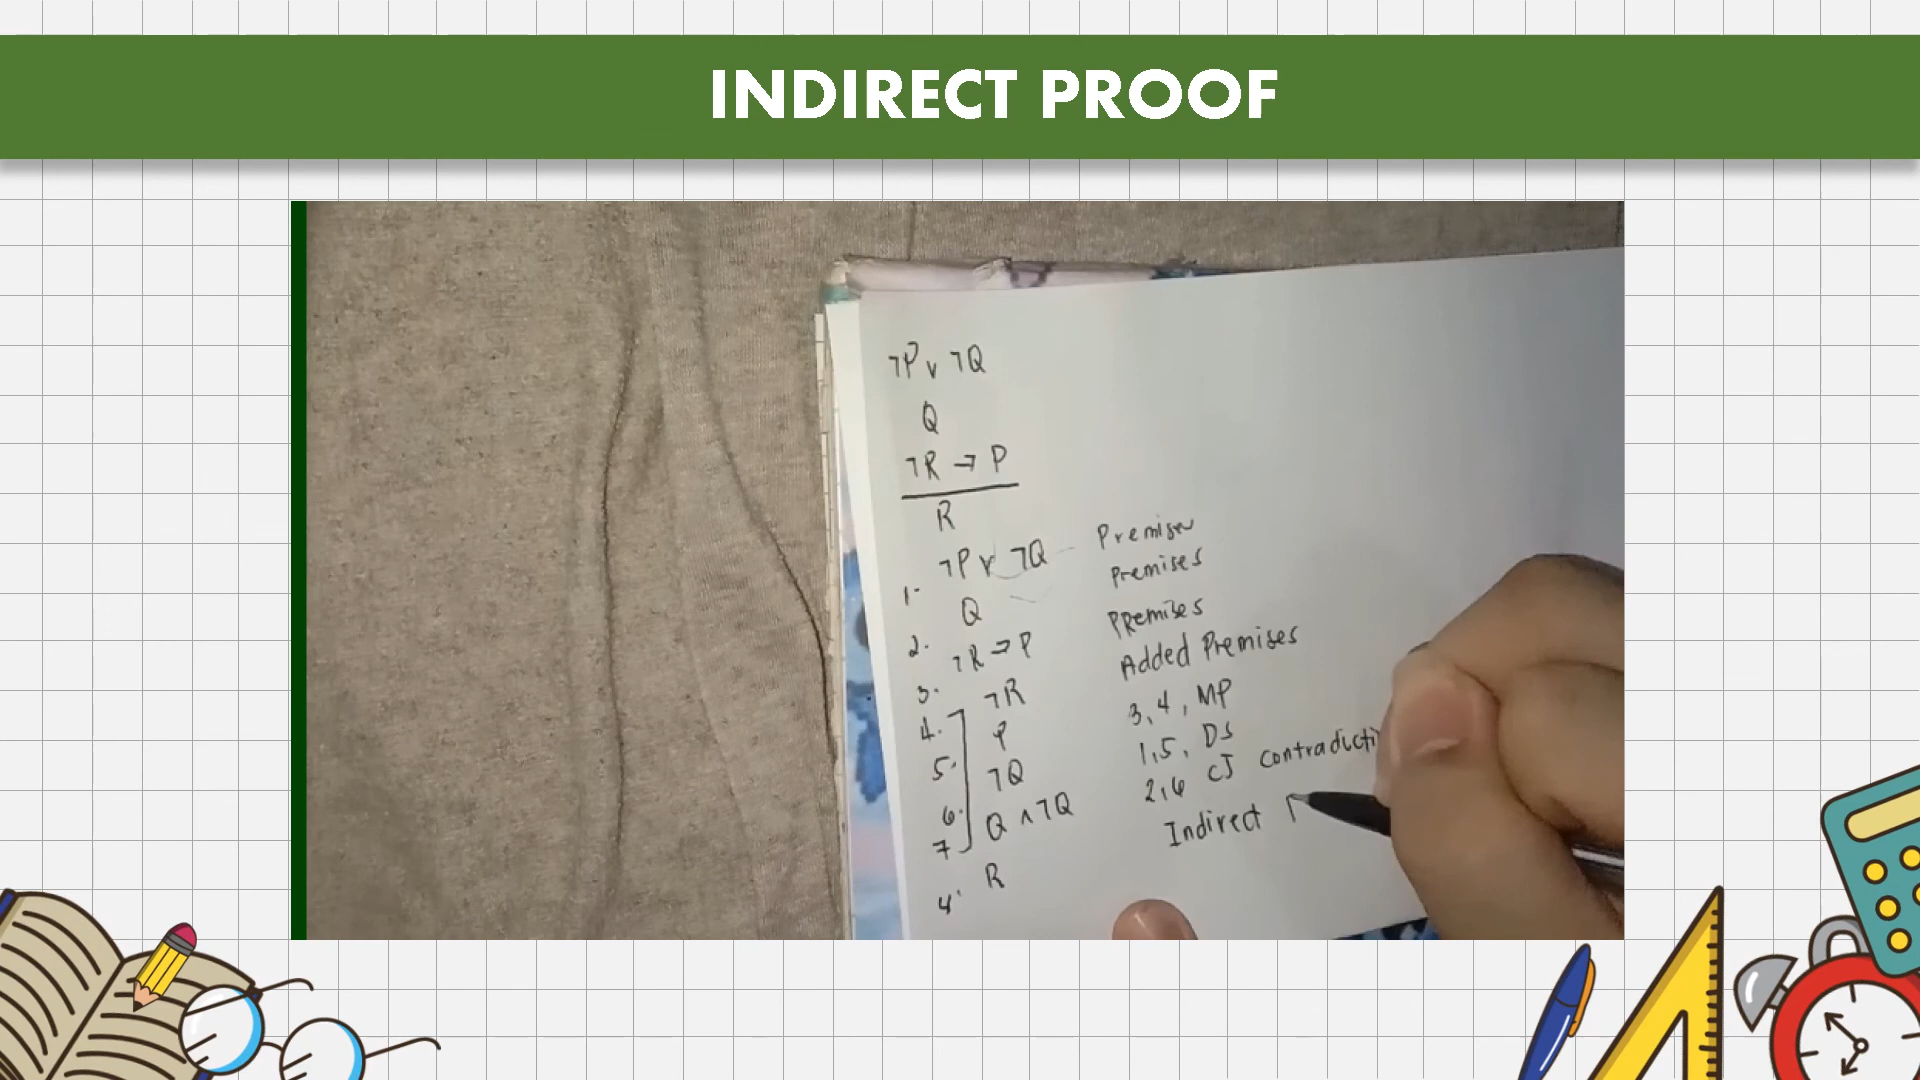 INDIRECT PROOF
¬P v ¬Q
Q
¬R → P
R
1. ¬P v ¬Q Premises
2. Q Premises
3. ¬R → P PRemises
4. ¬R Added Premises
5. P 3,4, MP
6. ¬Q 1,5, DS
7 Q ∧ ¬Q 2,6 CJ contradicti
4. R Indirect